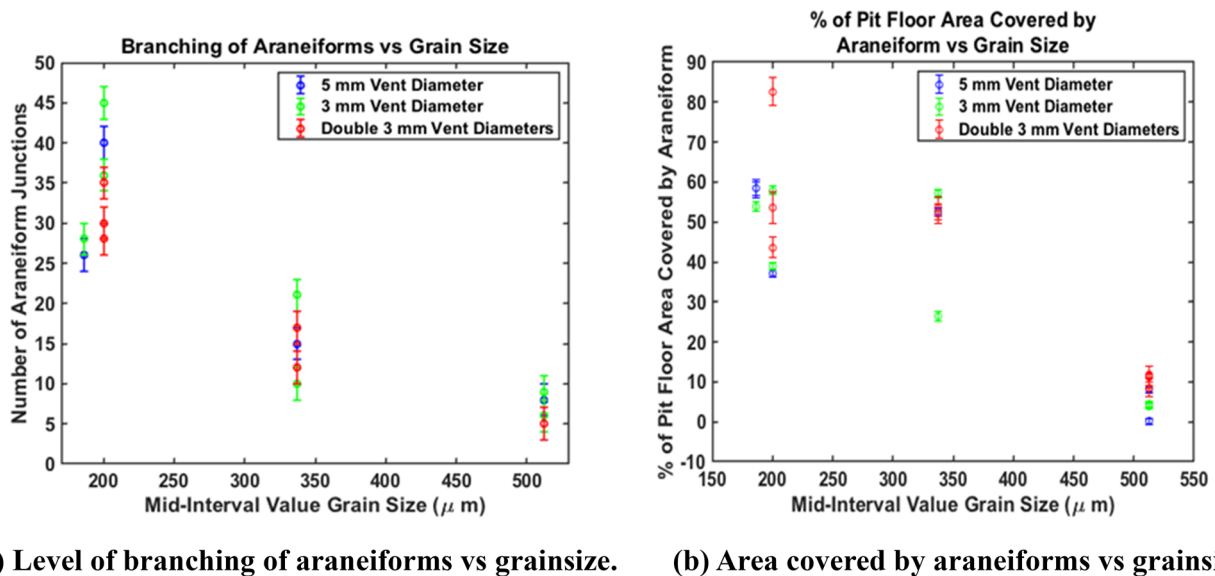 Branching of Araneiforms vs Grain Size
50
45
40
35
30
25
20
15
10
5
0
Number of Araneiform Junctions
5 mm Vent Diameter
3 mm Vent Diameter
Double 3 mm Vent Diameters
200 250 300 350 400 450 500
Mid-Interval Value Grain Size (μ m)
% of Pit Floor Area Covered by
Araneiform vs Grain Size
90
80
70
60
50
40
30
20
10
0
-10
% of Pit Floor Area Covered by Araneiform
5 mm Vent Diameter
3 mm Vent Diameter
Double 3 mm Vent Diameters
150 200 250 300 350 400 450 500 550
Mid-Interval Value Grain Size (μ m)
) Level of branching of araneiforms vs grainsize.
(b) Area covered by araneiforms vs grainsi